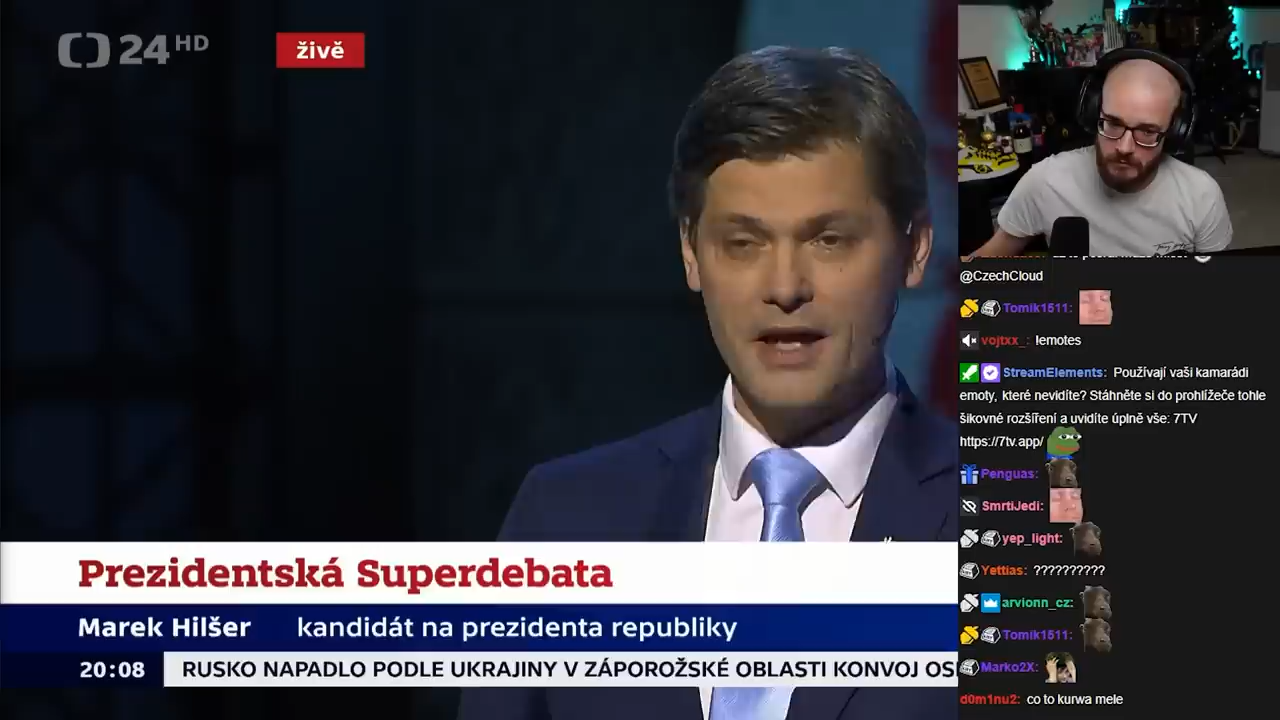 24 HD
živě
Prezidentská Superdebata
Marek Hilšer kandidát na prezidenta republiky
20:08 RUSKO NAPADLO PODLE UKRAJINY V ZÁPOROŽSKÉ OBLASTI KONVOJ OS
@CzechCloud
Tomik1511:
vojtxx_: !emotes
StreamElements: Používají vaši kamarádi
emoty, které nevidíte? Stáhněte si do prohlížeče tohle
šikovné rozšíření a uvidíte úplně vše: 7TV
https://7tv.app/
Penguas:
SmrtiJedi:
yep_light:
Yettias: ??????????
arvionn_cz:
Tomik1511:
Marko2X:
d0m1nu2: co to kurwa mele